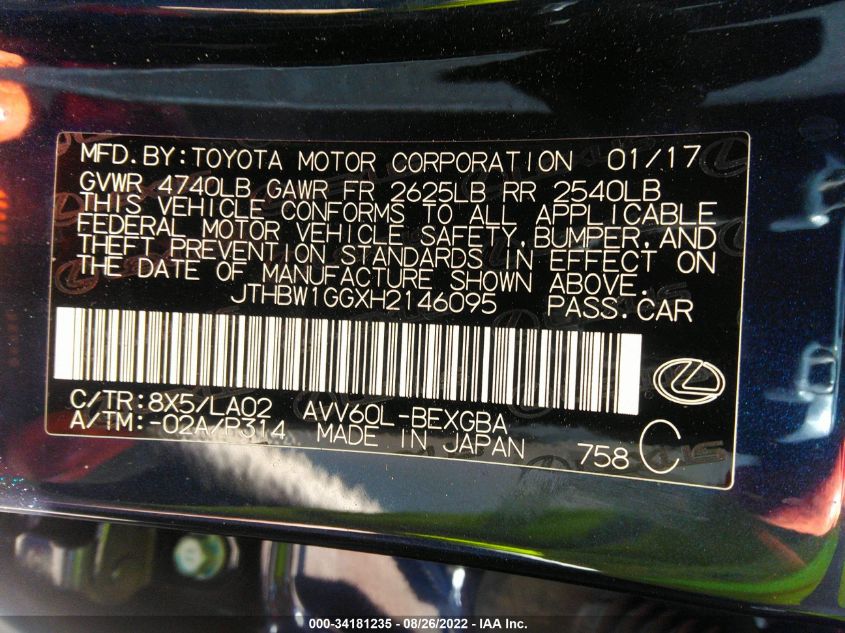 MFD.BY:TOYOTA MOTOR CORPORATION 01/17
GVWR 4740LB GAWR FR 2625LB RR 2540LB
THIS VEHICLE CONFORMS TO ALL APPLICABLE
FEDERAL MOTOR VEHICLE SAFETY,BUMPER,AND
THEFT PREVENTION STANDARDS IN EFFECT ON
THE DATE OF MANUFACTURE SHOWN ABOVE.
JTHBW1GGXH2146095 PASS.CAR
C/TR:8X5/LA02 AVV60L-BEXGBA
A/TM:-02A/P314 MADE IN JAPAN 758 C
000-34181235 - 08/26/2022 - IAA Inc.